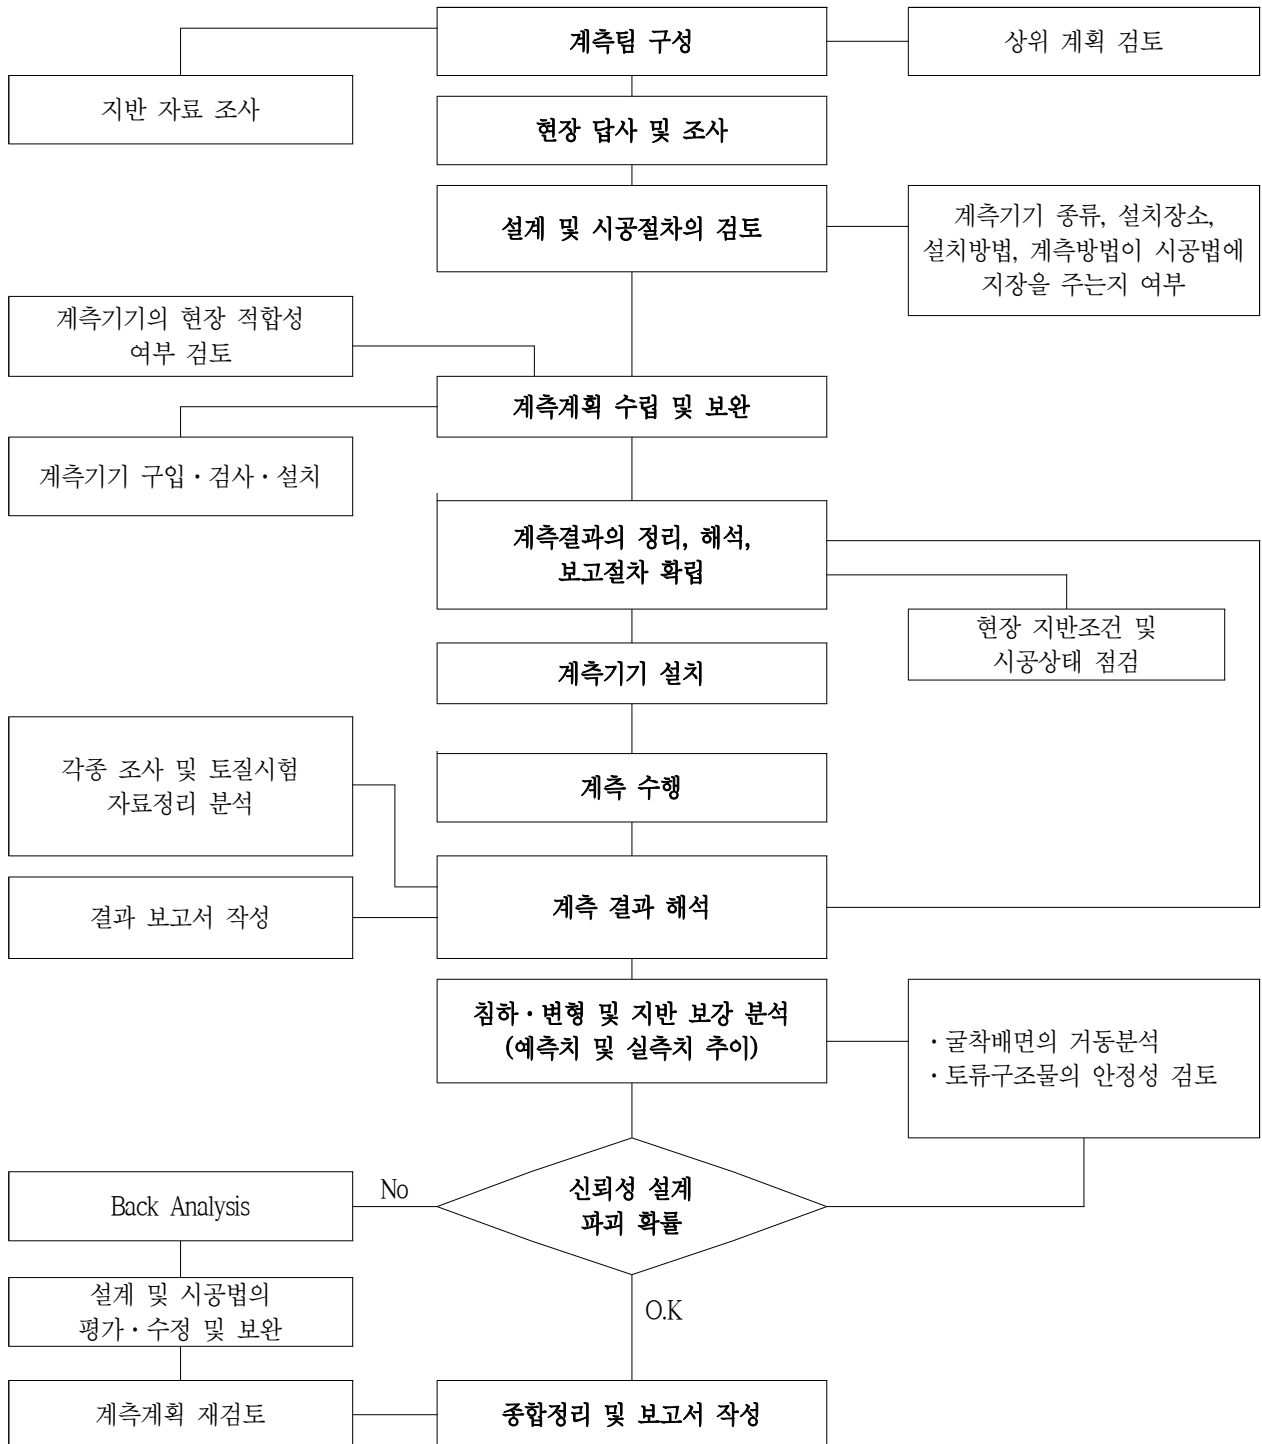 계측팀 구성
상위 계획 검토
지반 자료 조사
현장 답사 및 조사
설계 및 시공절차의 검토
계측기기 종류, 설치장소,
설치방법, 계측방법이 시공법에
지장을 주는지 여부
계측기기의 현장 적합성
여부 검토
계측계획 수립 및 보완
계측기기 구입·검사·설치
계측결과의 정리, 해석,
보고절차 확립
현장 지반조건 및
시공상태 점검
계측기기 설치
각종 조사 및 토질시험
자료정리 분석
계측 수행
결과 보고서 작성
계측 결과 해석
침하·변형 및 지반 보강 분석
(예측치 및 실측치 추이)
·굴착배면의 거동분석
·토류구조물의 안정성 검토
Back Analysis
No
신뢰성 설계
파괴 확률
설계 및 시공법의
평가·수정 및 보완
O.K
계측계획 재검토
종합정리 및 보고서 작성